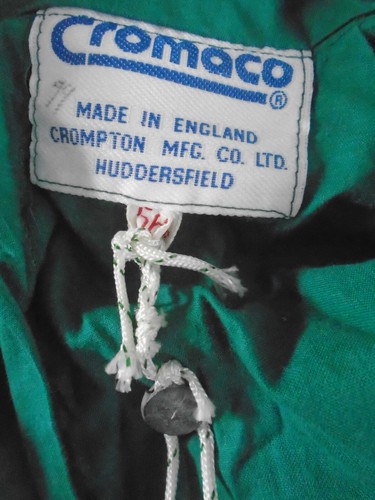 Cromaco
®
MADE IN ENGLAND
CROMPTON MFG. CO. LTD.
HUDDERSFIELD